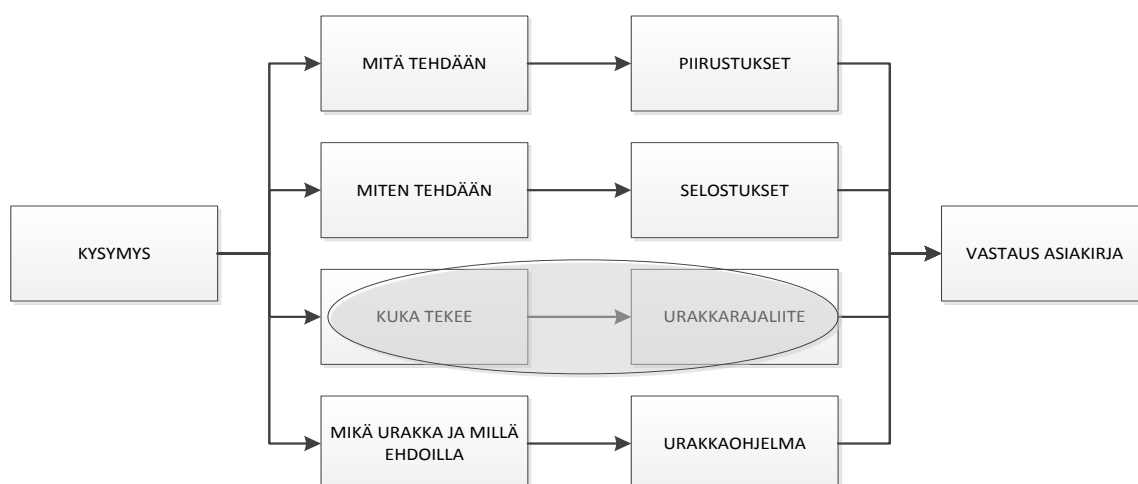 MITÄ TEHDÄÄN
PIIRUSTUKSET
MITEN TEHDÄÄN
SELOSTUKSET
KYSYMYS
VASTAUS ASIAKIRJA
KUKA TEKEE
URAKKARAJALIITE
MIKÄ URAKKA JA MILLÄ
EHDOILLA
URAKKAOHJELMA